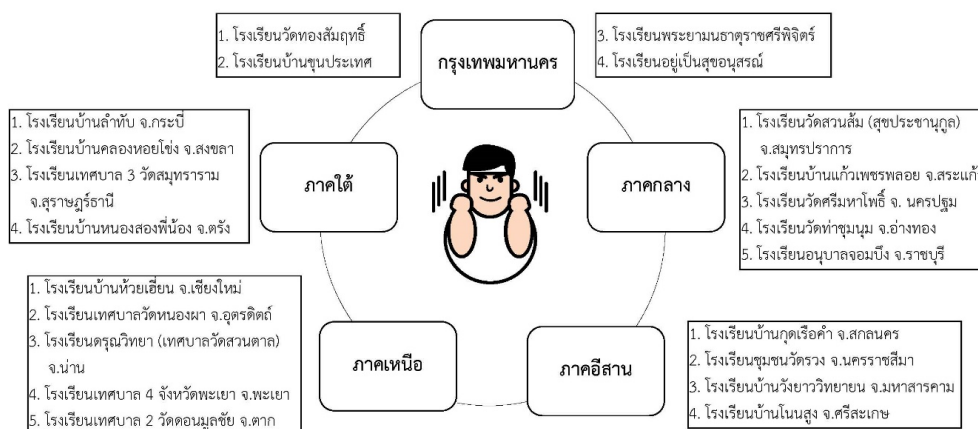 1. โรงเรียนวัดทองสัมฤทธิ์
2. โรงเรียนบ้านขุนประเทศ
กรุงเทพมหานคร
3. โรงเรียนพระยามนธาตุราชศรีพิจิตร์
4. โรงเรียนอยู่เป็นสุขอนุสรณ์
1. โรงเรียนบ้านลำทับ จ.กระบี่
2. โรงเรียนบ้านคลองหอยโข่ง จ.สงขลา
3. โรงเรียนเทศบาล 3 วัดสมุทราราม
จ.สุราษฎร์ธานี
4. โรงเรียนบ้านหนองสองพี่น้อง จ.ตรัง
ภาคใต้
ภาคกลาง
1. โรงเรียนวัดสวนส้ม (สุขประชานุกูล)
จ.สมุทรปราการ
2. โรงเรียนบ้านแก้วเพชรพลอย จ.สระแก้ว
3. โรงเรียนวัดศรีมหาโพธิ์ จ. นครปฐม
4. โรงเรียนวัดท่าชุมนุม จ.อ่างทอง
5. โรงเรียนอนุบาลจอมบึง จ.ราชบุรี
1. โรงเรียนบ้านห้วยเฮี่ยน จ.เชียงใหม่
2. โรงเรียนเทศบาลวัดหนองผา จ.อุตรดิตถ์
3. โรงเรียนดรุณวิทยา (เทศบาลวัดสวนตาล)
จ.น่าน
4. โรงเรียนเทศบาล 4 จังหวัดพะเยา จ.พะเยา
5. โรงเรียนเทศบาล 2 วัดดอนมูลชัย จ.ตาก
ภาคเหนือ
ภาคอีสาน
1. โรงเรียนบ้านกุดเรือคำ จ.สกลนคร
2. โรงเรียนชุมชนวัดรวง จ.นครราชสีมา
3. โรงเรียนบ้านวังยาววิทยายน จ.มหาสารคาม
4. โรงเรียนบ้านโนนสูง จ.ศรีสะเกษ